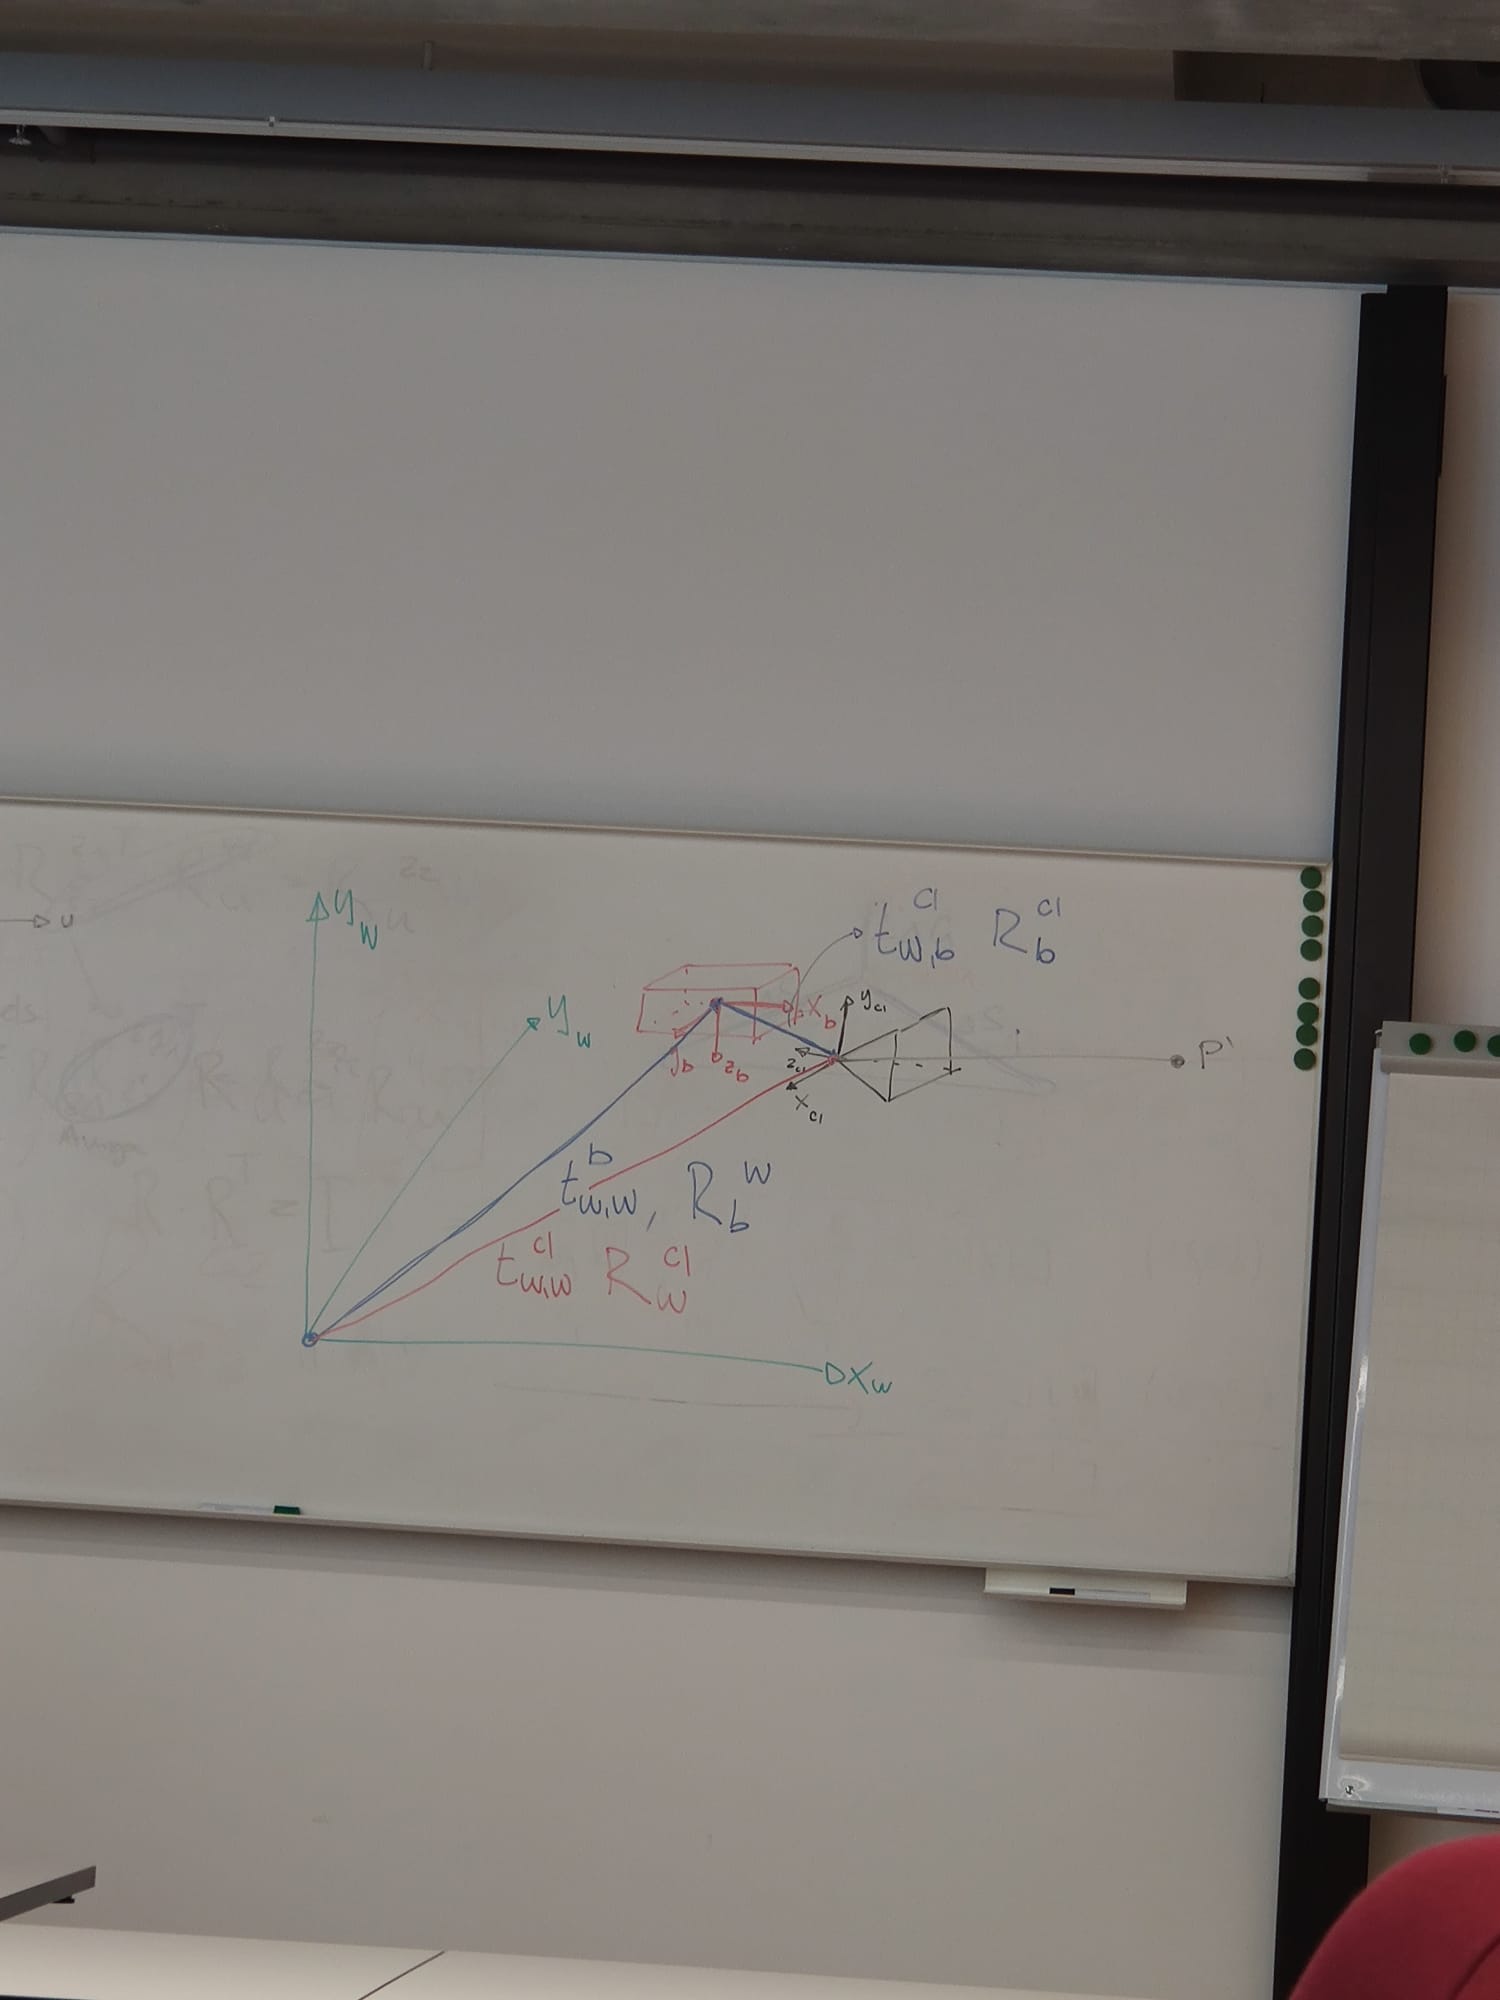 u
y_w
y_w
t_{w,b}^{c1} R_b^{c1}
x_b
y_b
z_b
y_{c1}
z_{c1}
x_{c1}
P'
t_{w,w}^b, R_b^w
t_{w,w}^{c1} R_w^{c1}
x_w
R R^T = I
ds